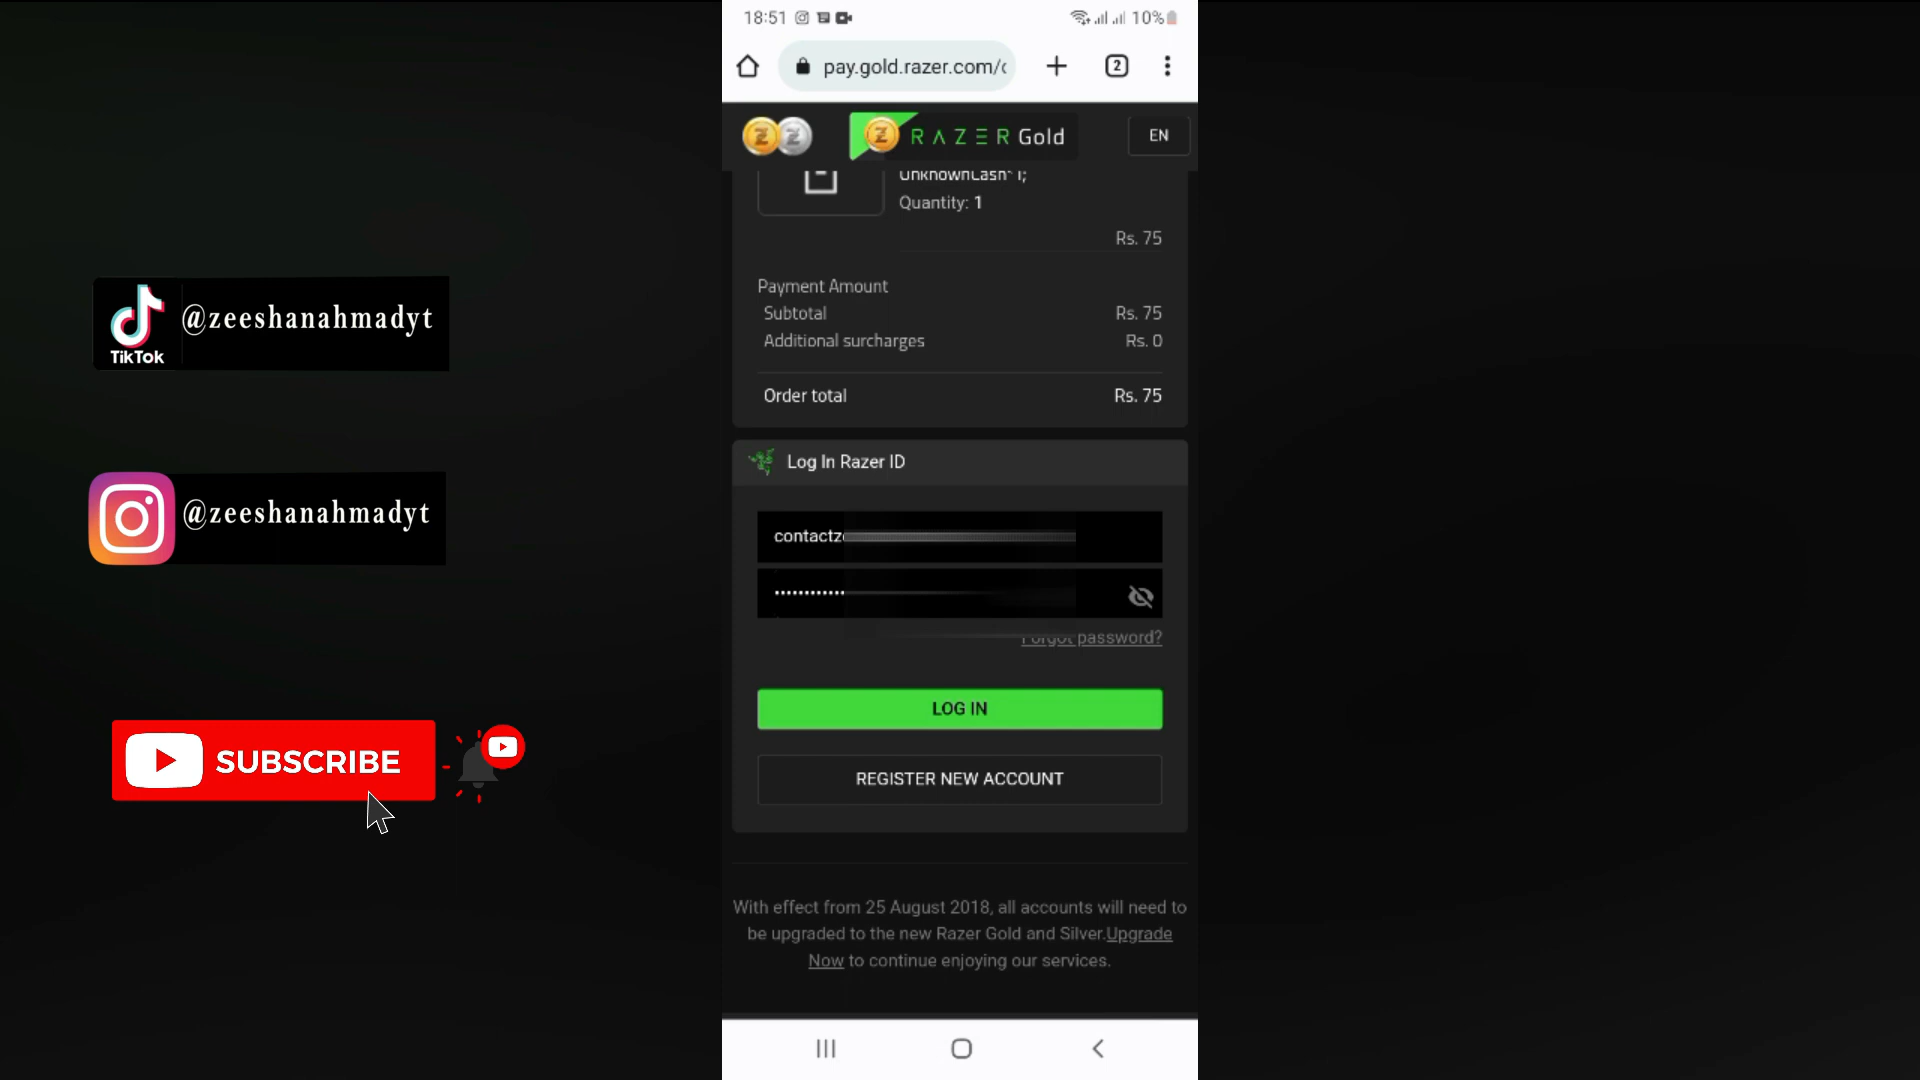 18:51
10%
pay.gold.razer.com/
2
RAZER Gold
EN
Quantity: 1
Rs. 75
Payment Amount
Subtotal Rs. 75
Additional surcharges Rs. 0
Order total Rs. 75
Log In Razer ID
contactz
Forgot password?
LOG IN
REGISTER NEW ACCOUNT
With effect from 25 August 2018, all accounts will need to
be upgraded to the new Razer Gold and Silver.Upgrade
Now to continue enjoying our services.
TikTok
@zeeshanahmadyt
@zeeshanahmadyt
SUBSCRIBE